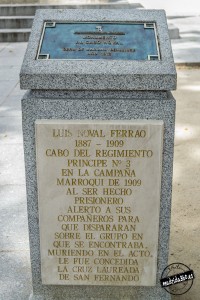 LUIS NOVAL FERRAO
1887 - 1909
CABO DEL REGIMIENTO
PRINCIPE Nº 3
EN LA CAMPAÑA
MARROQUI DE 1909
AL SER HECHO
PRISIONERO
ALERTO A SUS
COMPAÑEROS PARA
QUE DISPARARAN
SOBRE EL GRUPO EN
QUE SE ENCONTRABA,
MURIENDO EN EL ACTO,
LE FUE CONCEDIDA
LA CRUZ LAUREADA
DE SAN FERNANDO